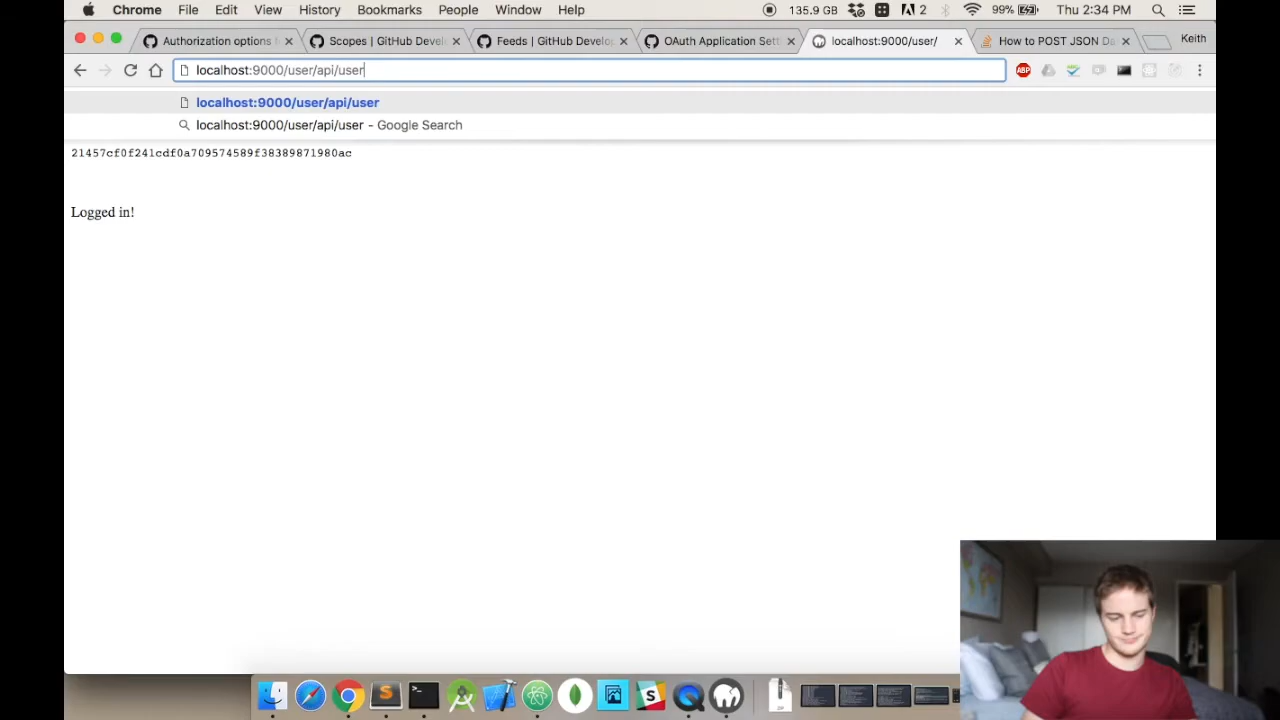 Chrome File Edit View History Bookmarks People Window Help 135.9 GB 2 99% Thu 2:34 PM
Authorization options Scopes | GitHub Devel Feeds | GitHub Develo OAuth Application Sett localhost:9000/user/ How to POST JSON Da Keith
localhost:9000/user/api/user ABP
localhost:9000/user/api/user
localhost:9000/user/api/user - Google Search
21457cf0f241cdf0a709574589f38389871980ac
Logged in!